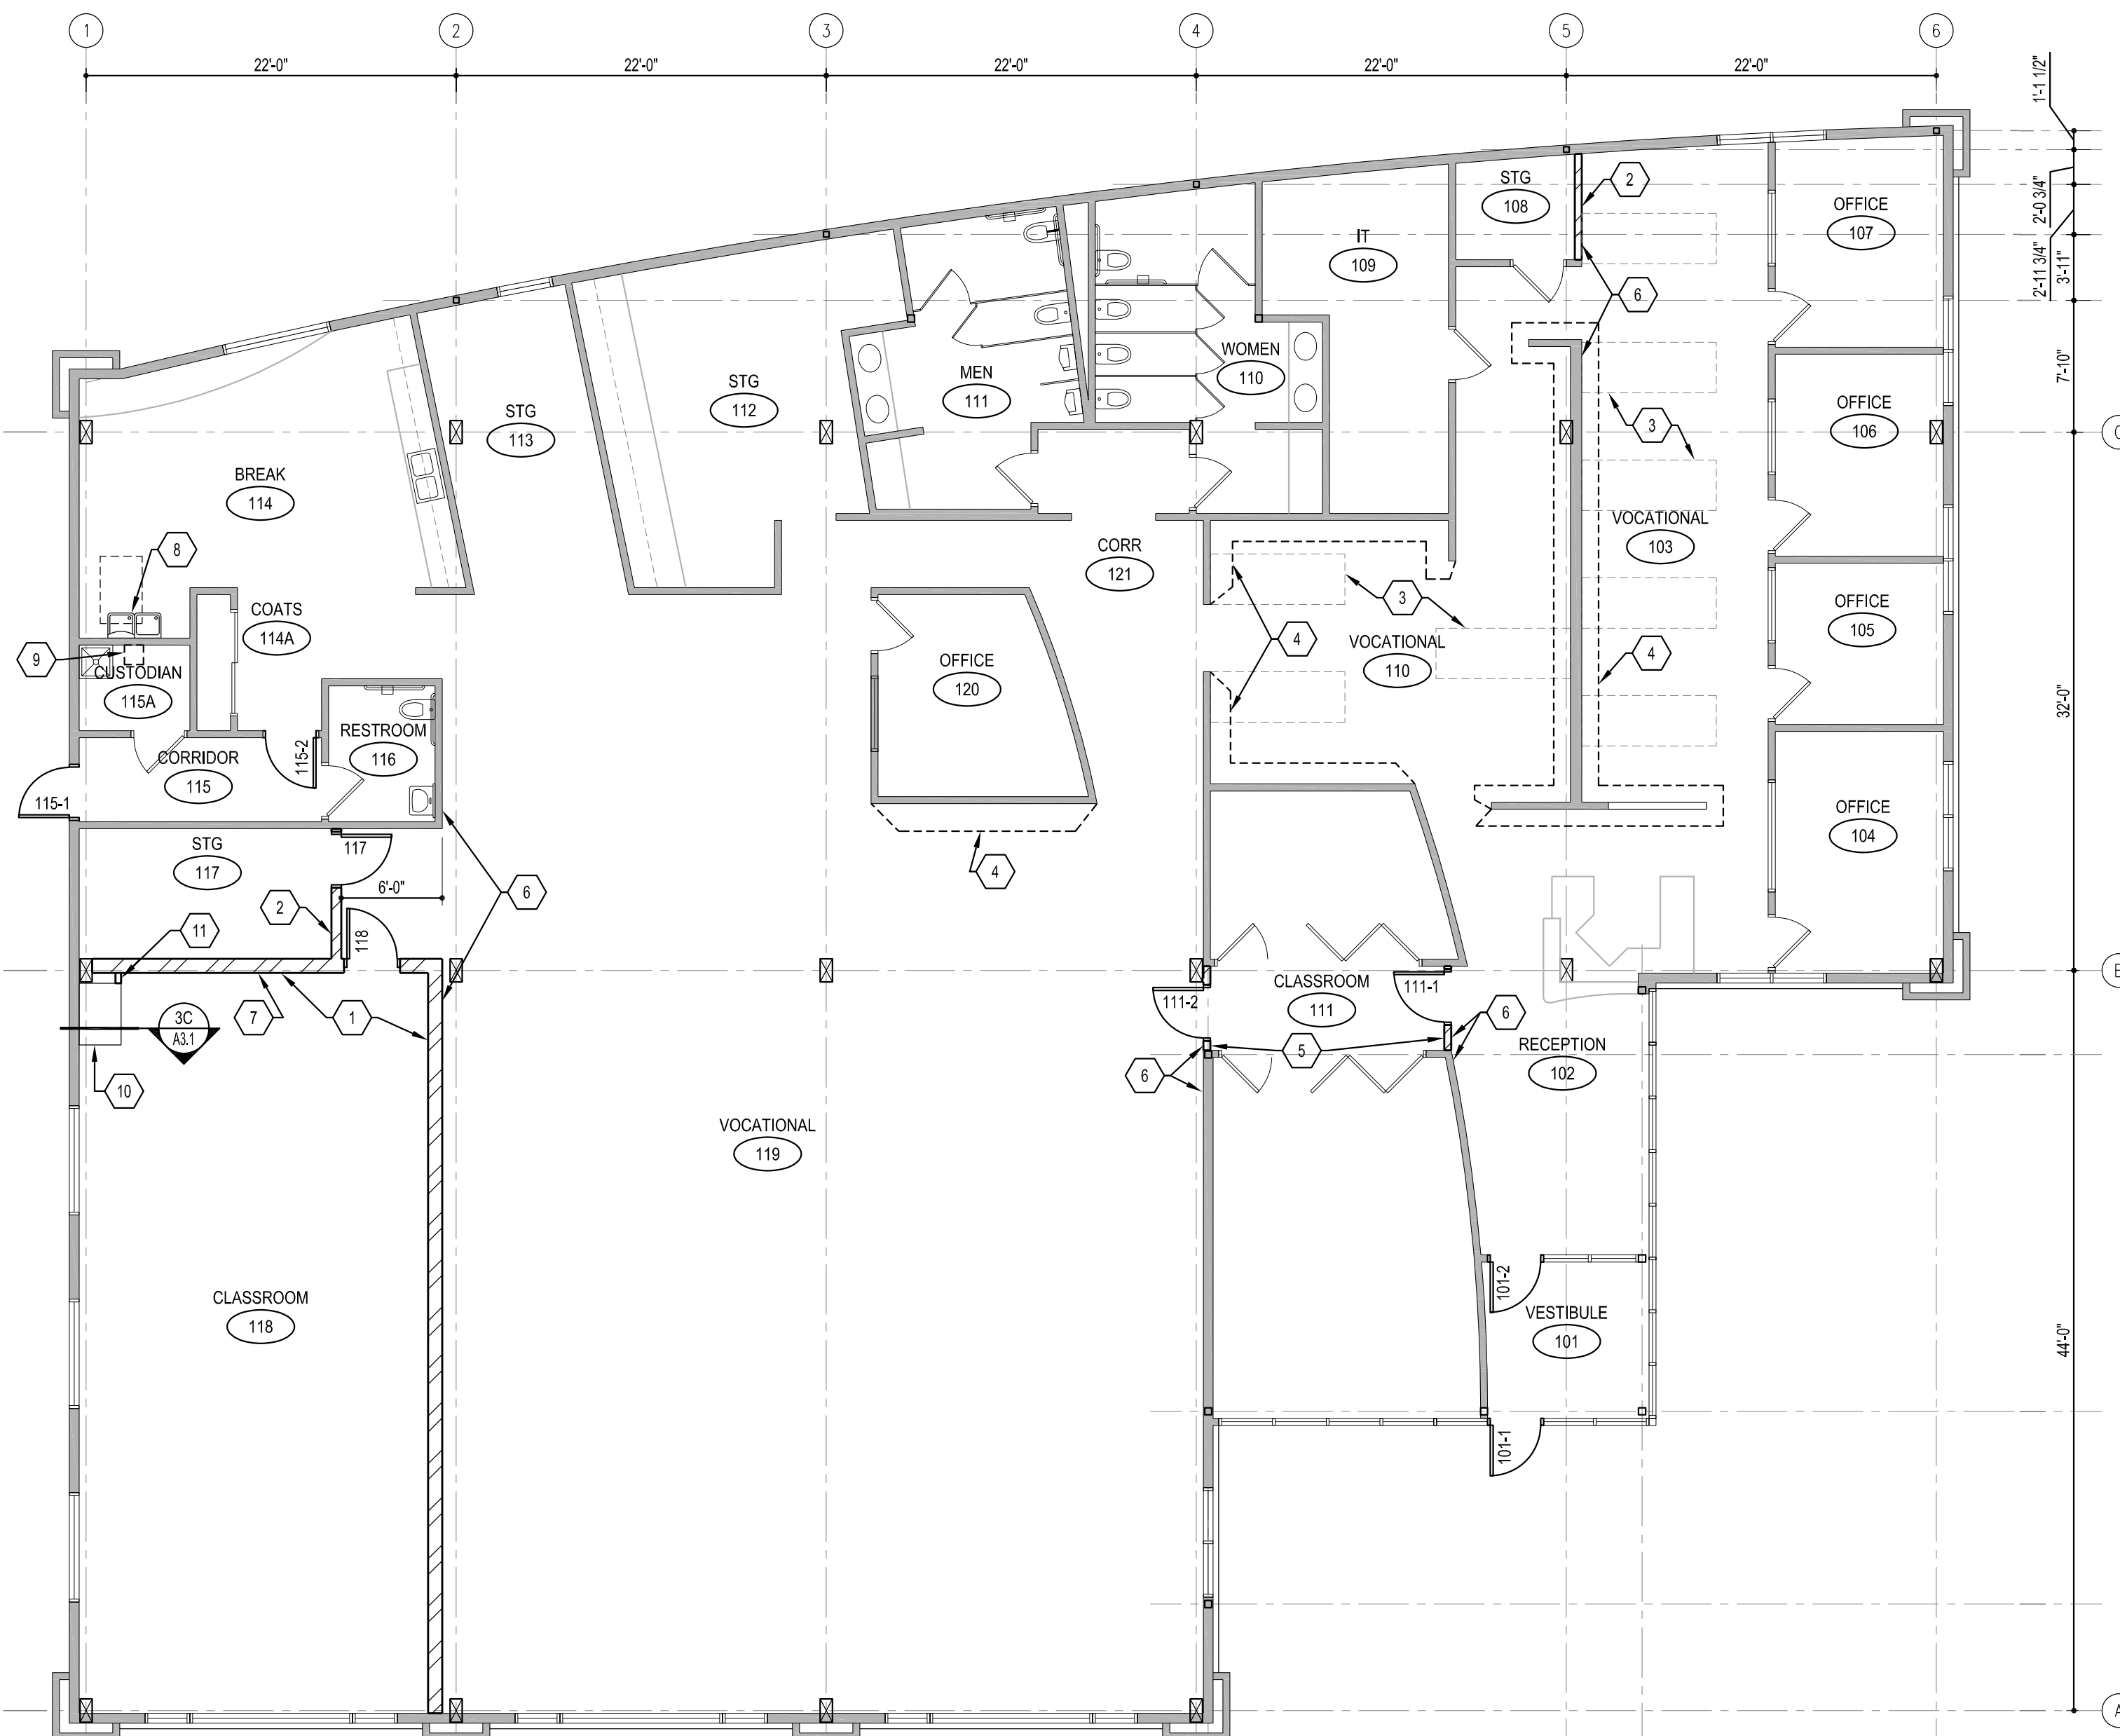 1
2
3
4
5
6
22'-0"
22'-0"
22'-0"
22'-0"
22'-0"
1'-1 1/2"
2'-0 3/4"
2'-11 3/4"
3'-11"
7'-10"
32'-0"
44'-0"
STG
108
2
OFFICE
107
IT
109
6
WOMEN
110
MEN
111
STG
112
STG
113
3
OFFICE
106
C
BREAK
114
VOCATIONAL
103
8
CORR
121
3
COATS
114A
OFFICE
105
4
VOCATIONAL
110
4
9
CUSTODIAN
115A
OFFICE
120
RESTROOM
116
115-2
CORRIDOR
115
115-1
OFFICE
104
STG
117
117
4
6'-0"
6
2
11
118
CLASSROOM
111
111-1
111-2
B
3C
A3.1
7
1
5
6
RECEPTION
102
10
6
VOCATIONAL
119
CLASSROOM
118
101-2
VESTIBULE
101
101-1
A